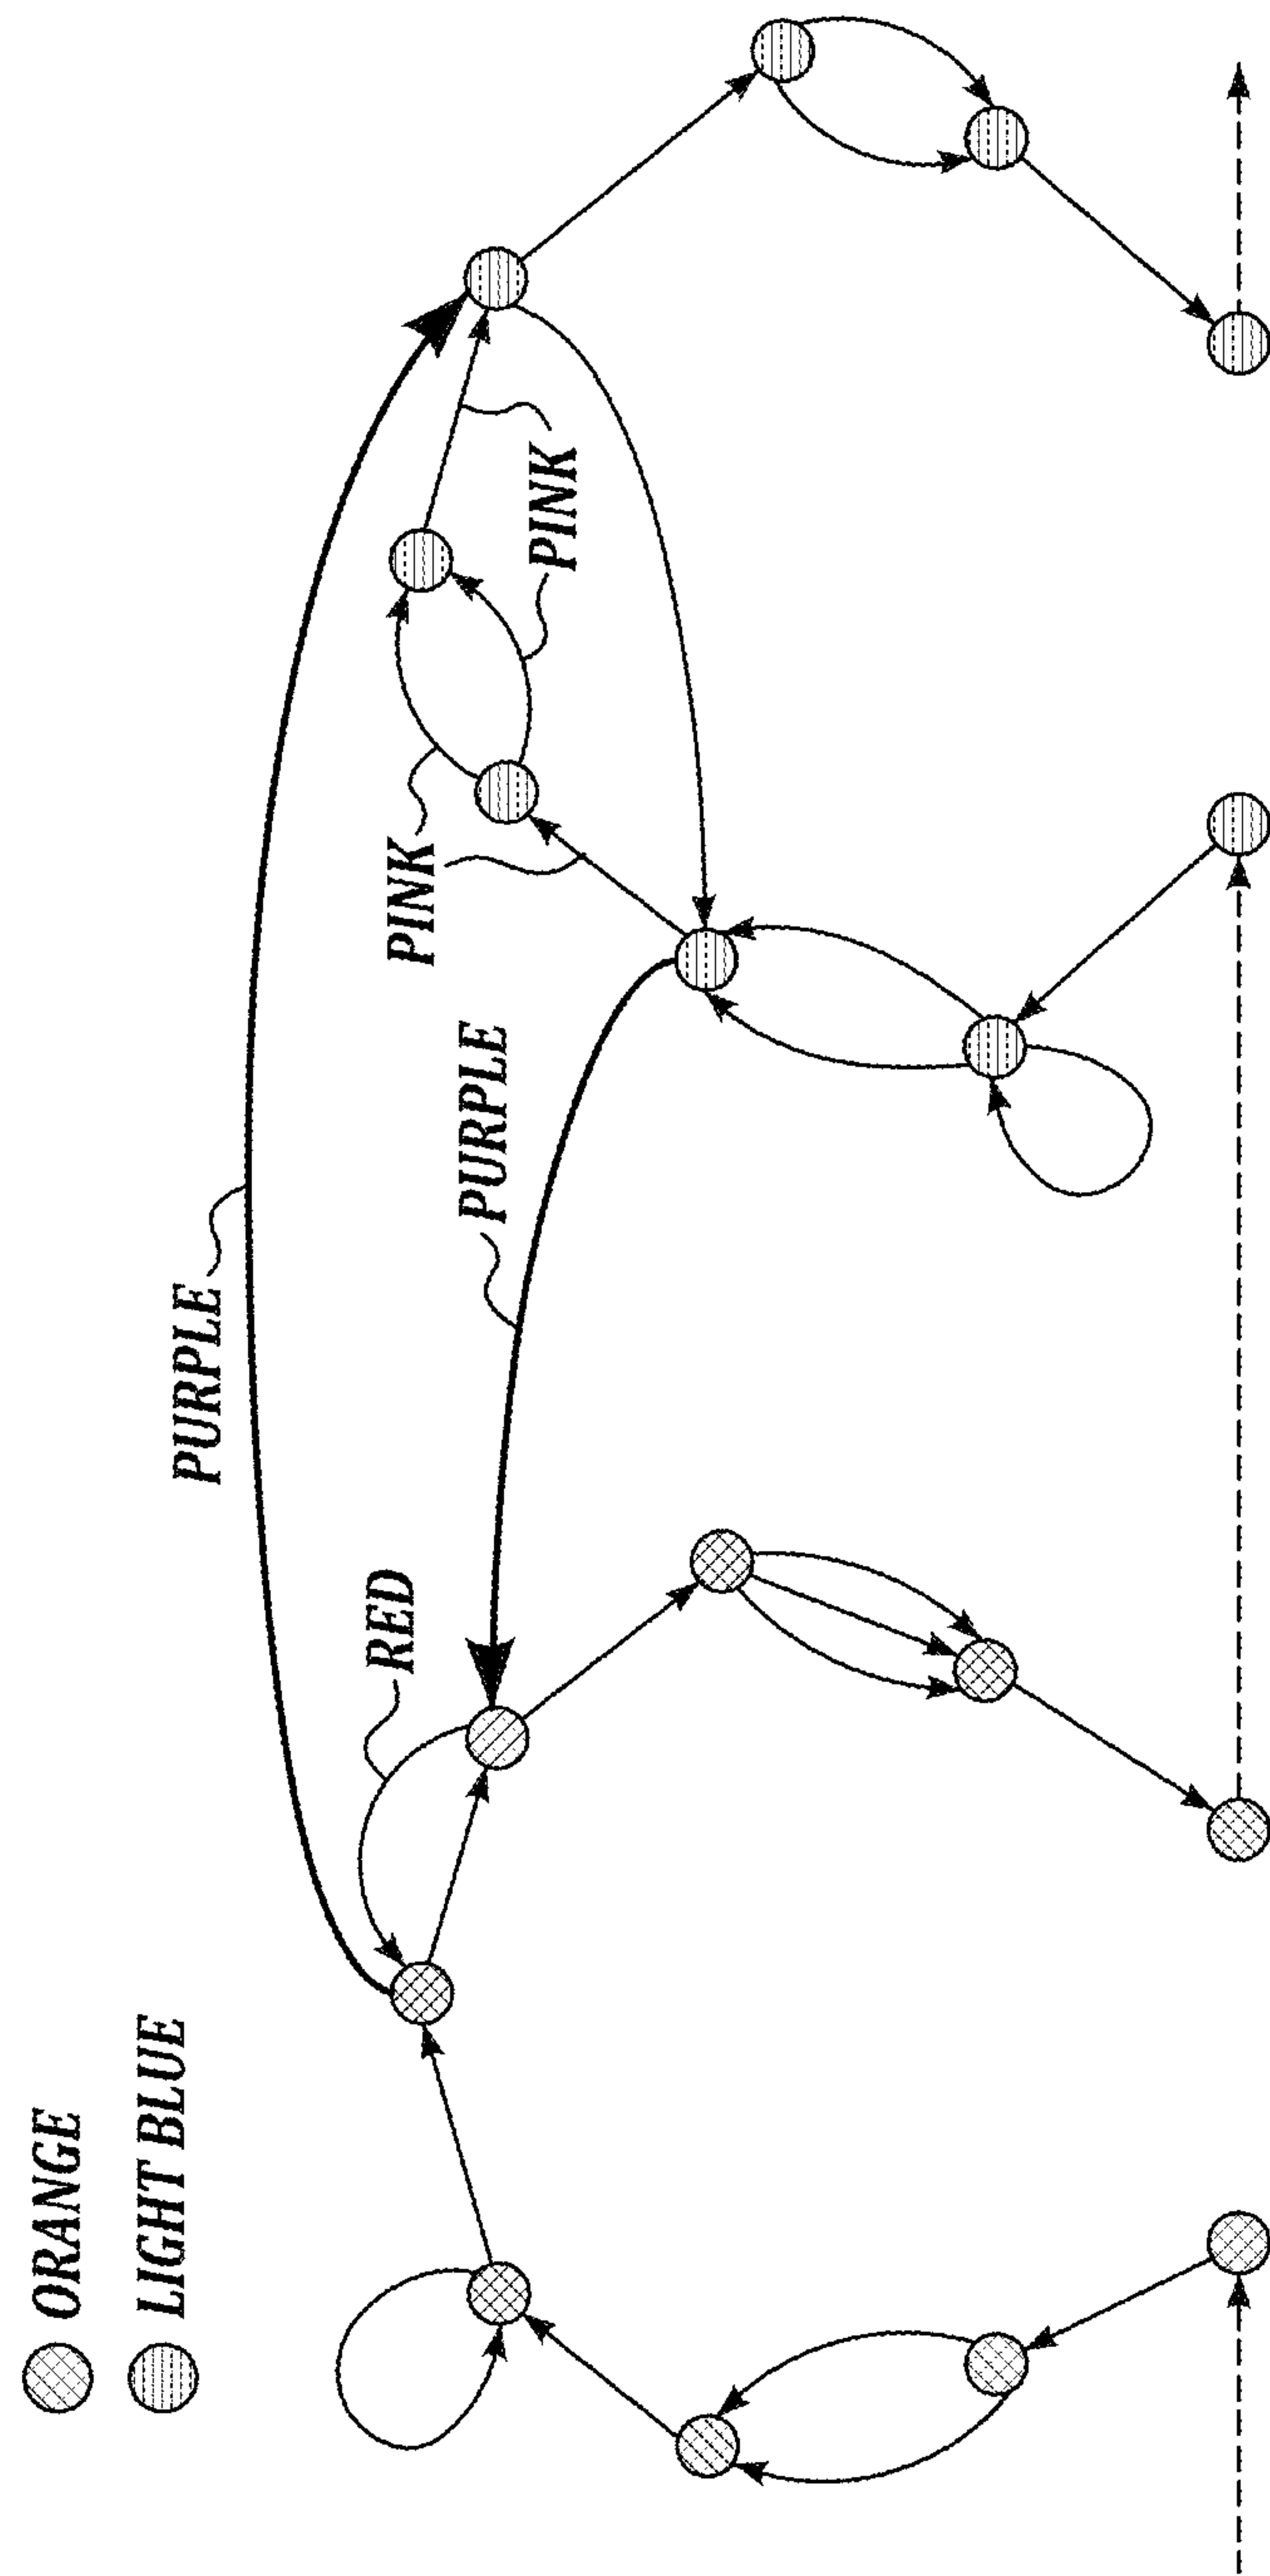 ORANGE
LIGHT BLUE
PURPLE
RED
PURPLE
PINK
PINK